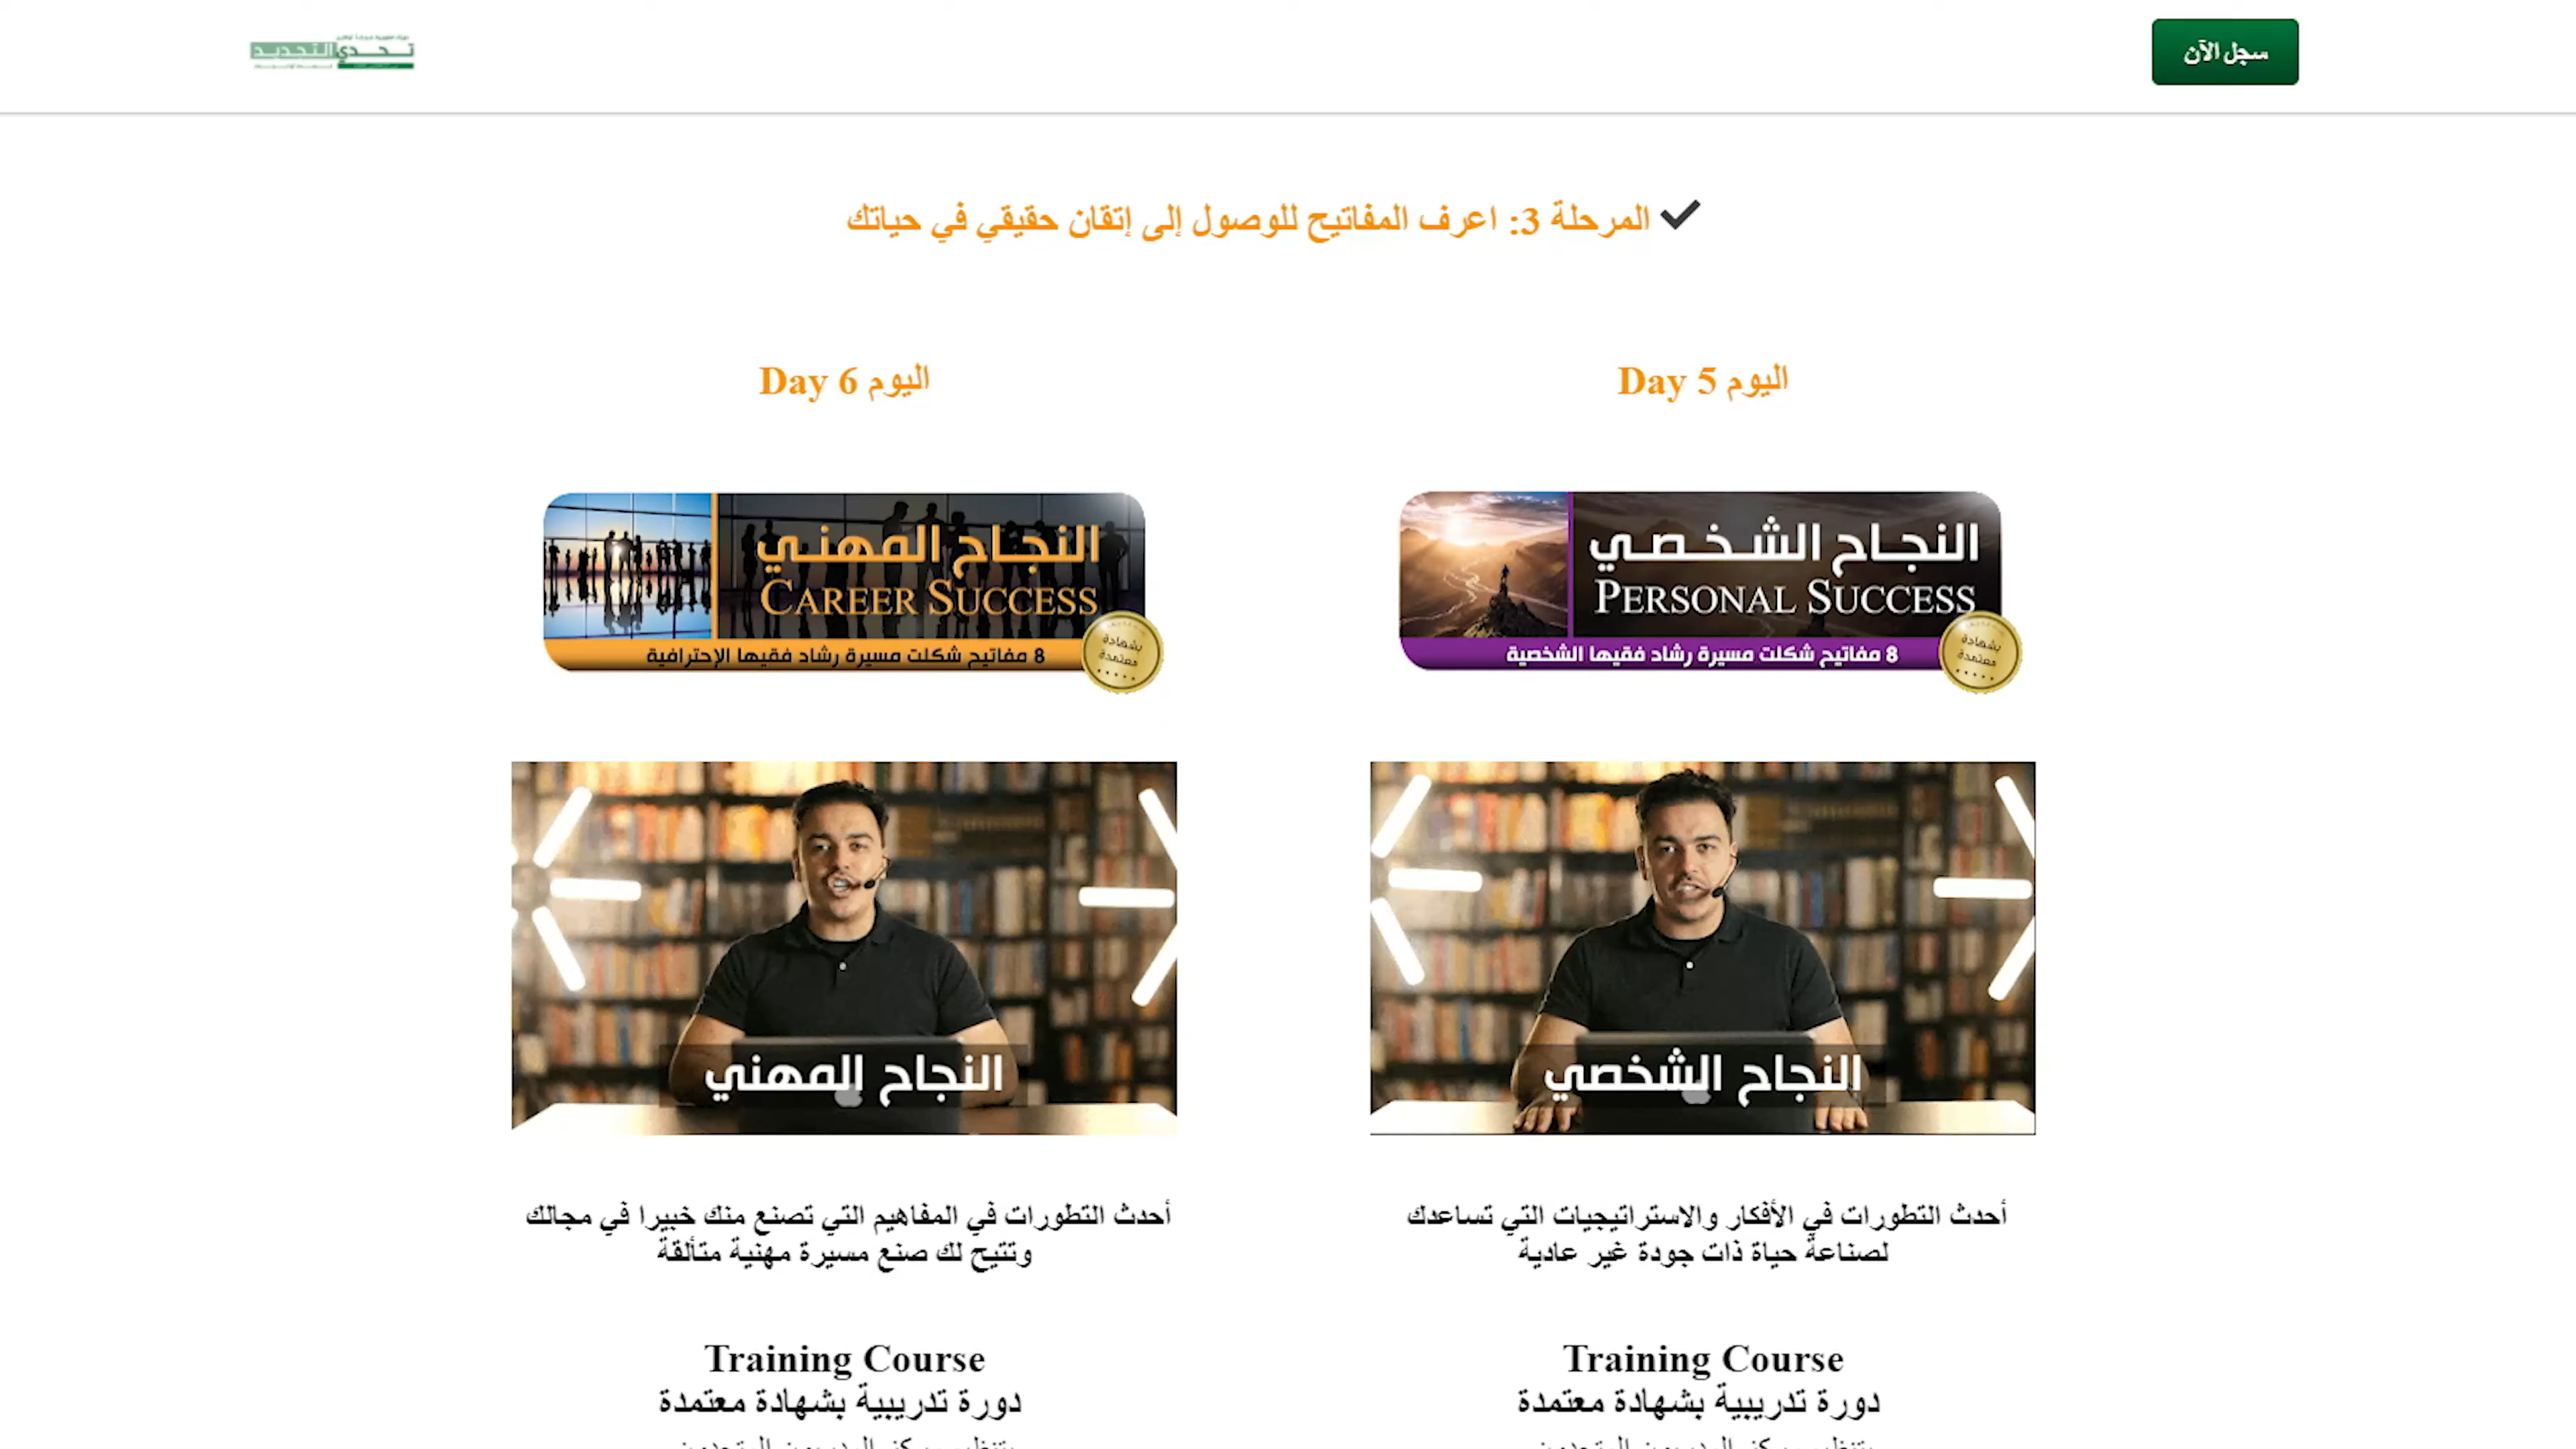 تحدي التجديد
سجل الآن
المرحلة 3: اعرف المفاتيح للوصول إلى إتقان حقيقي في حياتك
اليوم Day 5
النجاح الشخصي
PERSONAL SUCCESS
8 مفاتيح شكلت مسيرة رشاد فقيها الشخصية
بشهادة
معتمدة
النجاح الشخصي
أحدث التطورات في الأفكار والاستراتيجيات التي تساعدك
لصناعة حياة ذات جودة غير عادية
Training Course
دورة تدريبية بشهادة معتمدة
اليوم Day 6
النجاح المهني
CAREER SUCCESS
8 مفاتيح شكلت مسيرة رشاد فقيها الإحترافية
بشهادة
معتمدة
النجاح المهني
أحدث التطورات في المفاهيم التي تصنع منك خبيرا في مجالك
وتتيح لك صنع مسيرة مهنية متألقة
Training Course
دورة تدريبية بشهادة معتمدة